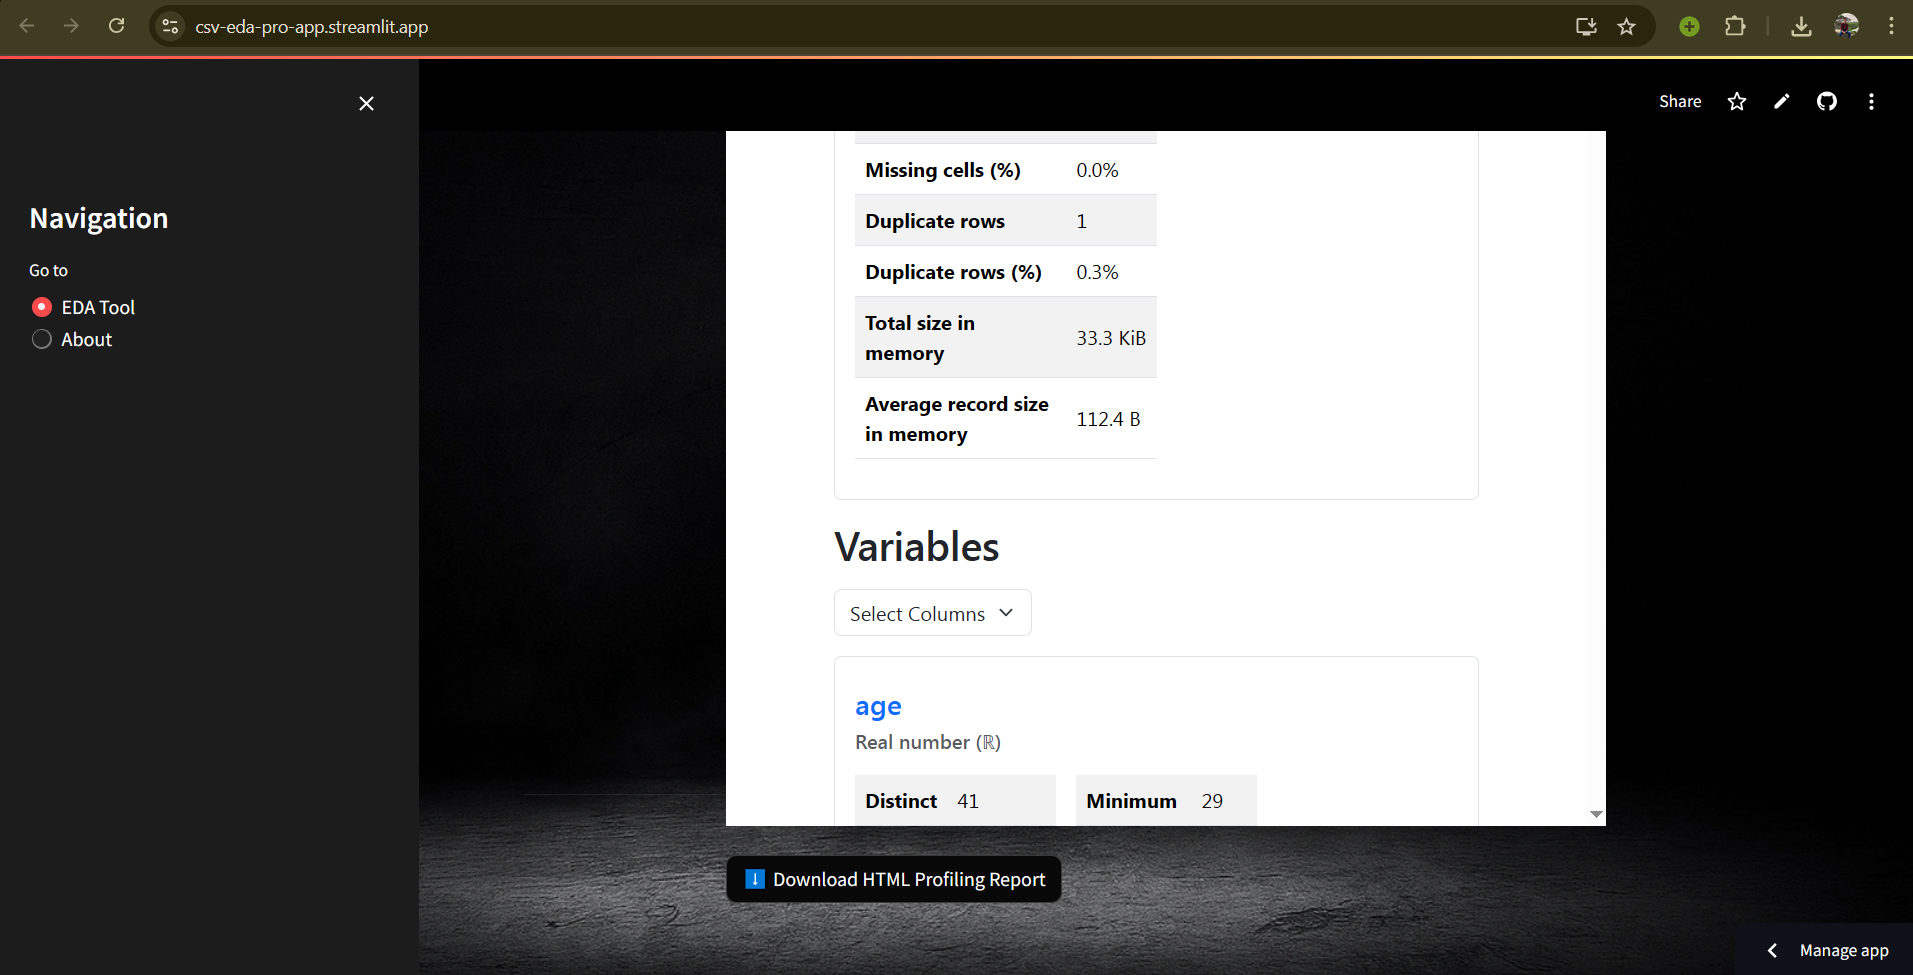 csv-eda-pro-app.streamlit.app
Share
Navigation
Go to
EDA Tool
About
Missing cells (%) 0.0%
Duplicate rows 1
Duplicate rows (%) 0.3%
Total size in
memory
33.3 KiB
Average record size
in memory
112.4 B
Variables
Select Columns
age
Real number (ℝ)
Distinct 41 Minimum 29
Download HTML Profiling Report
Manage app